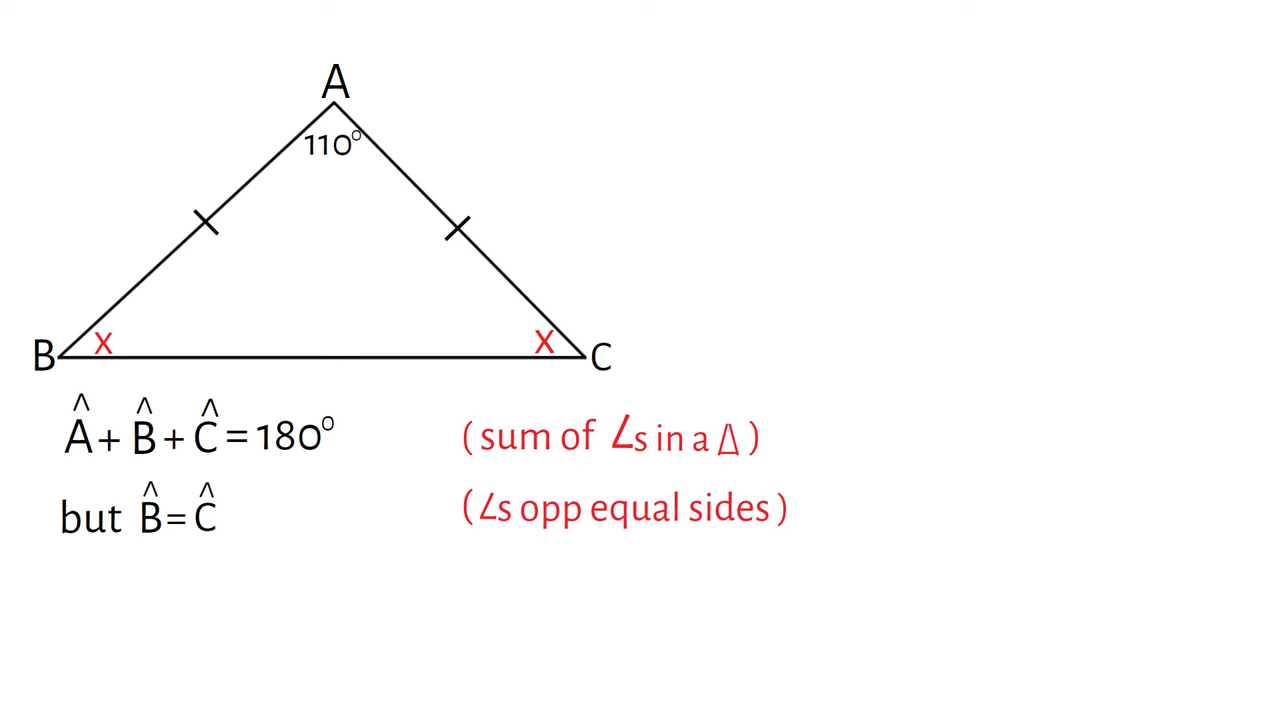 A
110°
B x x C
Â + B̂ + Ĉ = 180° (sum of ∠s in a Δ)
but B̂ = Ĉ (∠s opp equal sides)